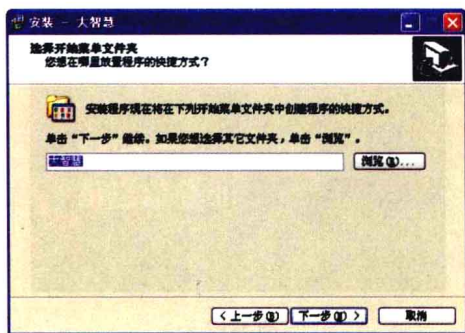 安装 - 大智慧
选择开始菜单文件夹
您想在哪里放置程序的快捷方式？
安装程序现在将在下列开始菜单文件夹中创建程序的快捷方式。
单击“下一步”继续。如果您想选择其它文件夹，单击“浏览”。
大智慧
浏览(R)...
<上一步(B)
下一步(N)>
取消